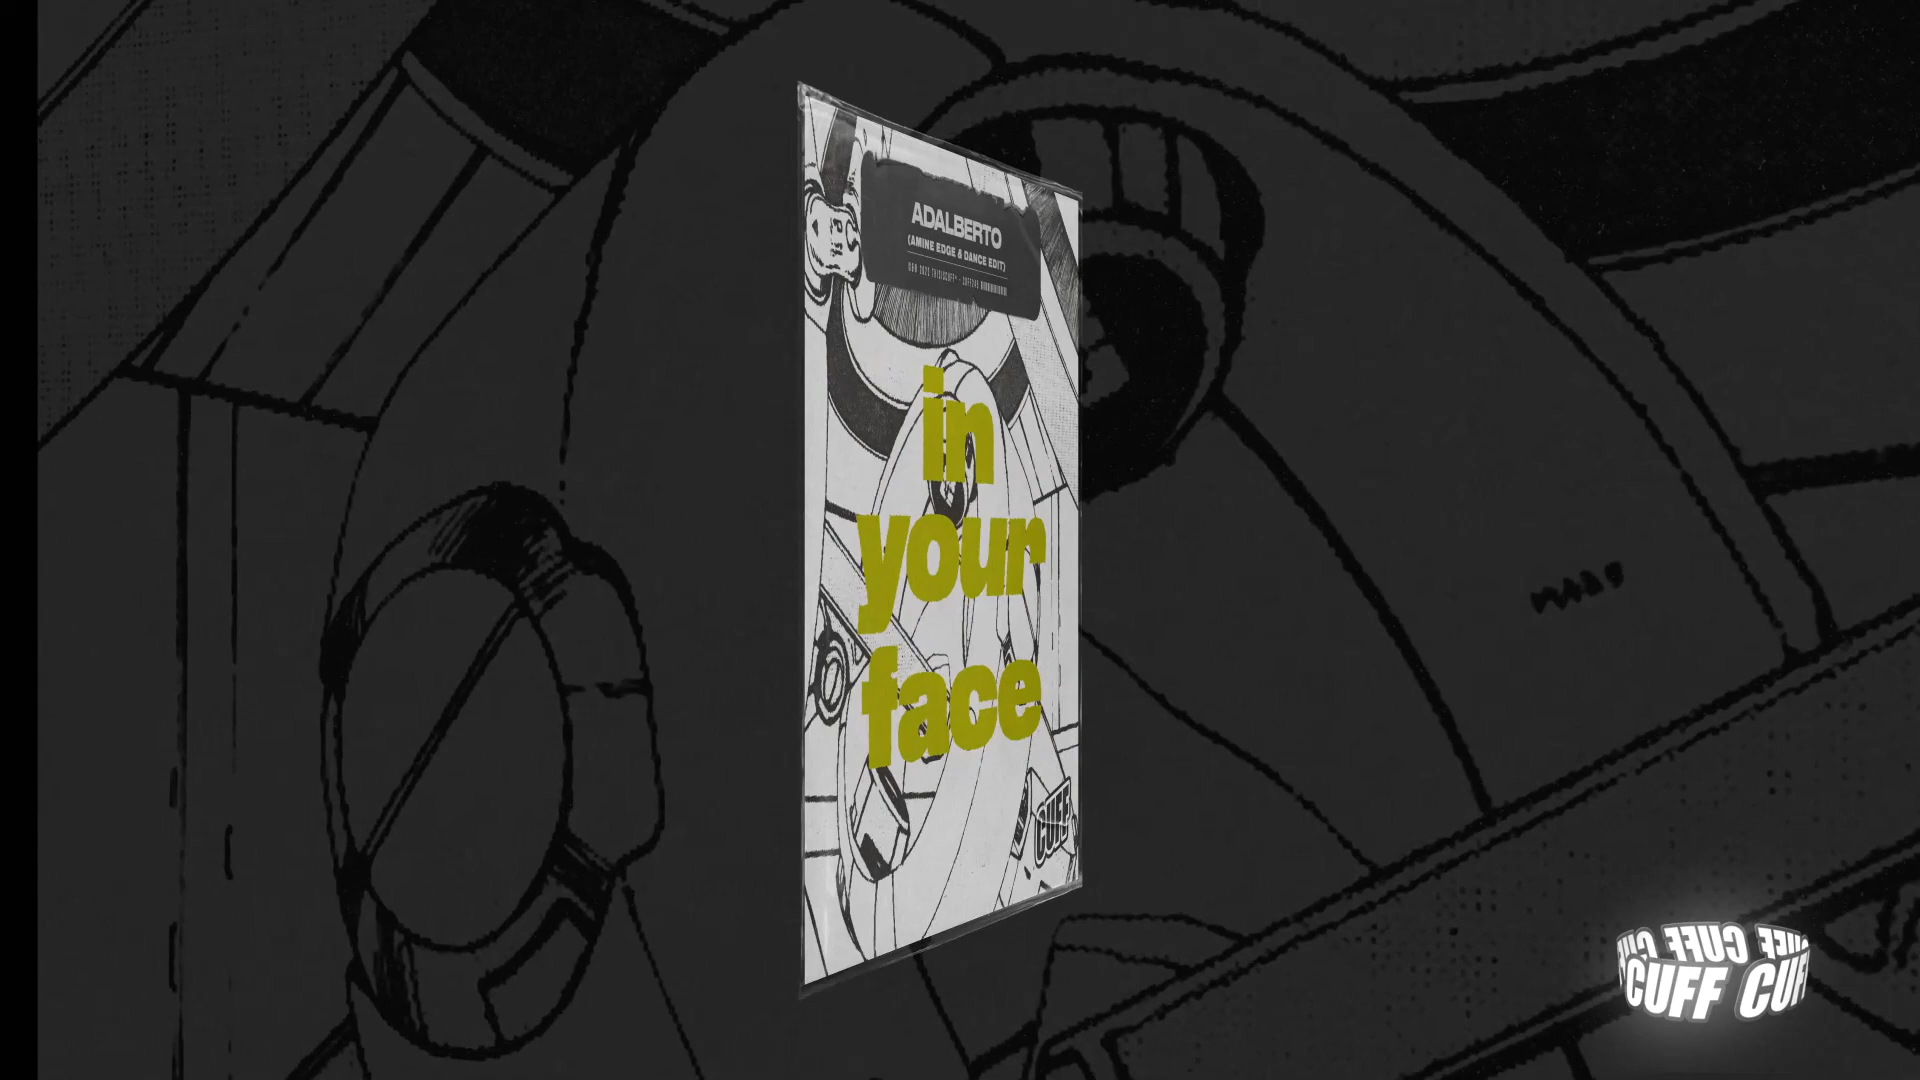 ADALBERTO
(AMINE EDGE & DANCE EDIT)
in
your
face
CUFF
CUFF CUFF